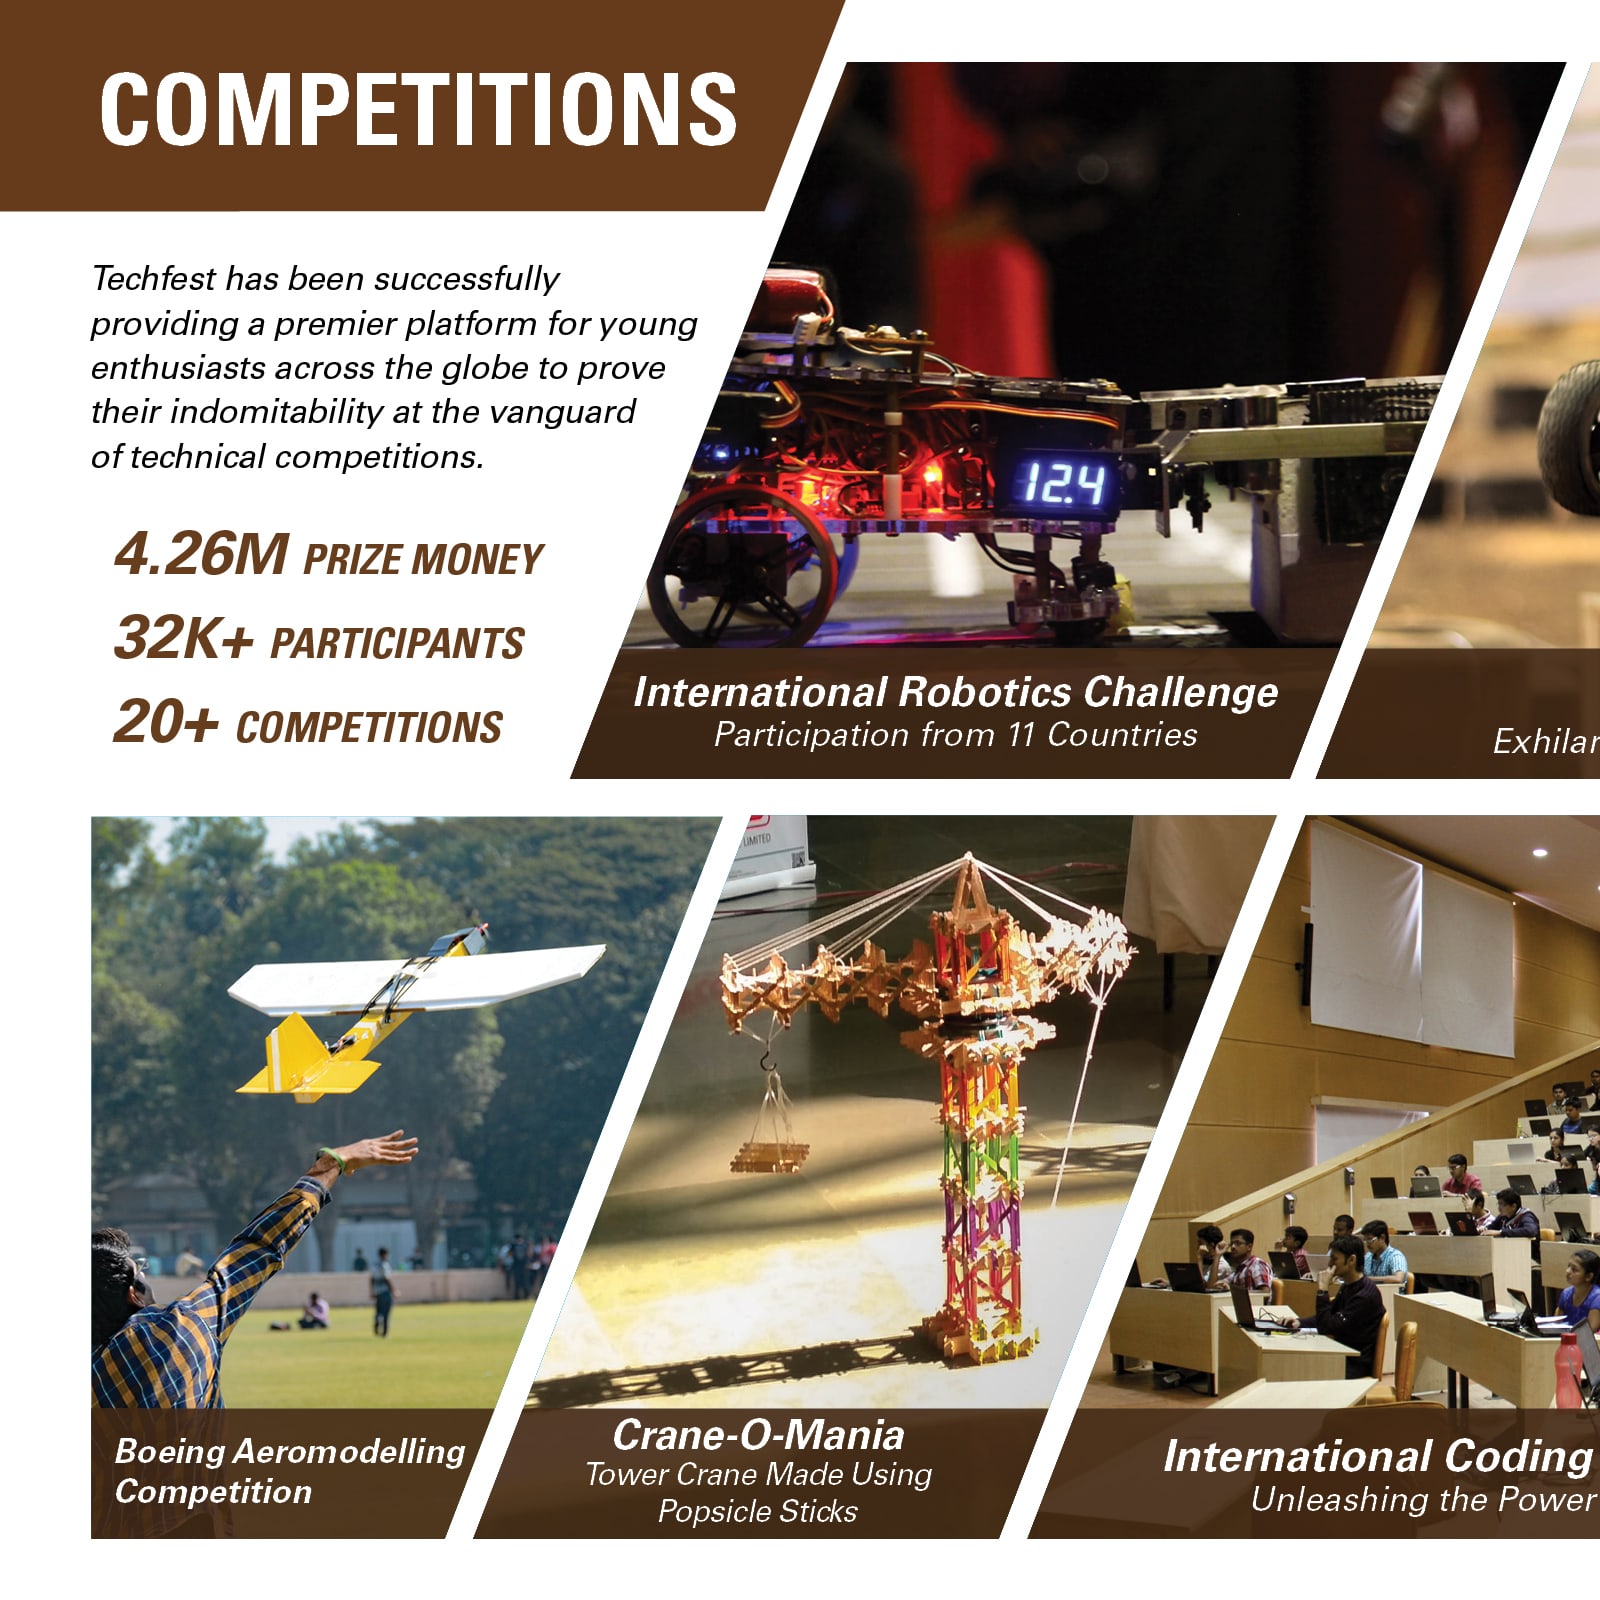 COMPETITIONS
Techfest has been successfully
providing a premier platform for young
enthusiasts across the globe to prove
their indomitability at the vanguard
of technical competitions.
4.26M PRIZE MONEY
32K+ PARTICIPANTS
20+ COMPETITIONS
12.4
International Robotics Challenge
Participation from 11 Countries
Exhilar
LIMITED
Boeing Aeromodelling
Competition
Crane-O-Mania
Tower Crane Made Using
Popsicle Sticks
International Coding
Unleashing the Power